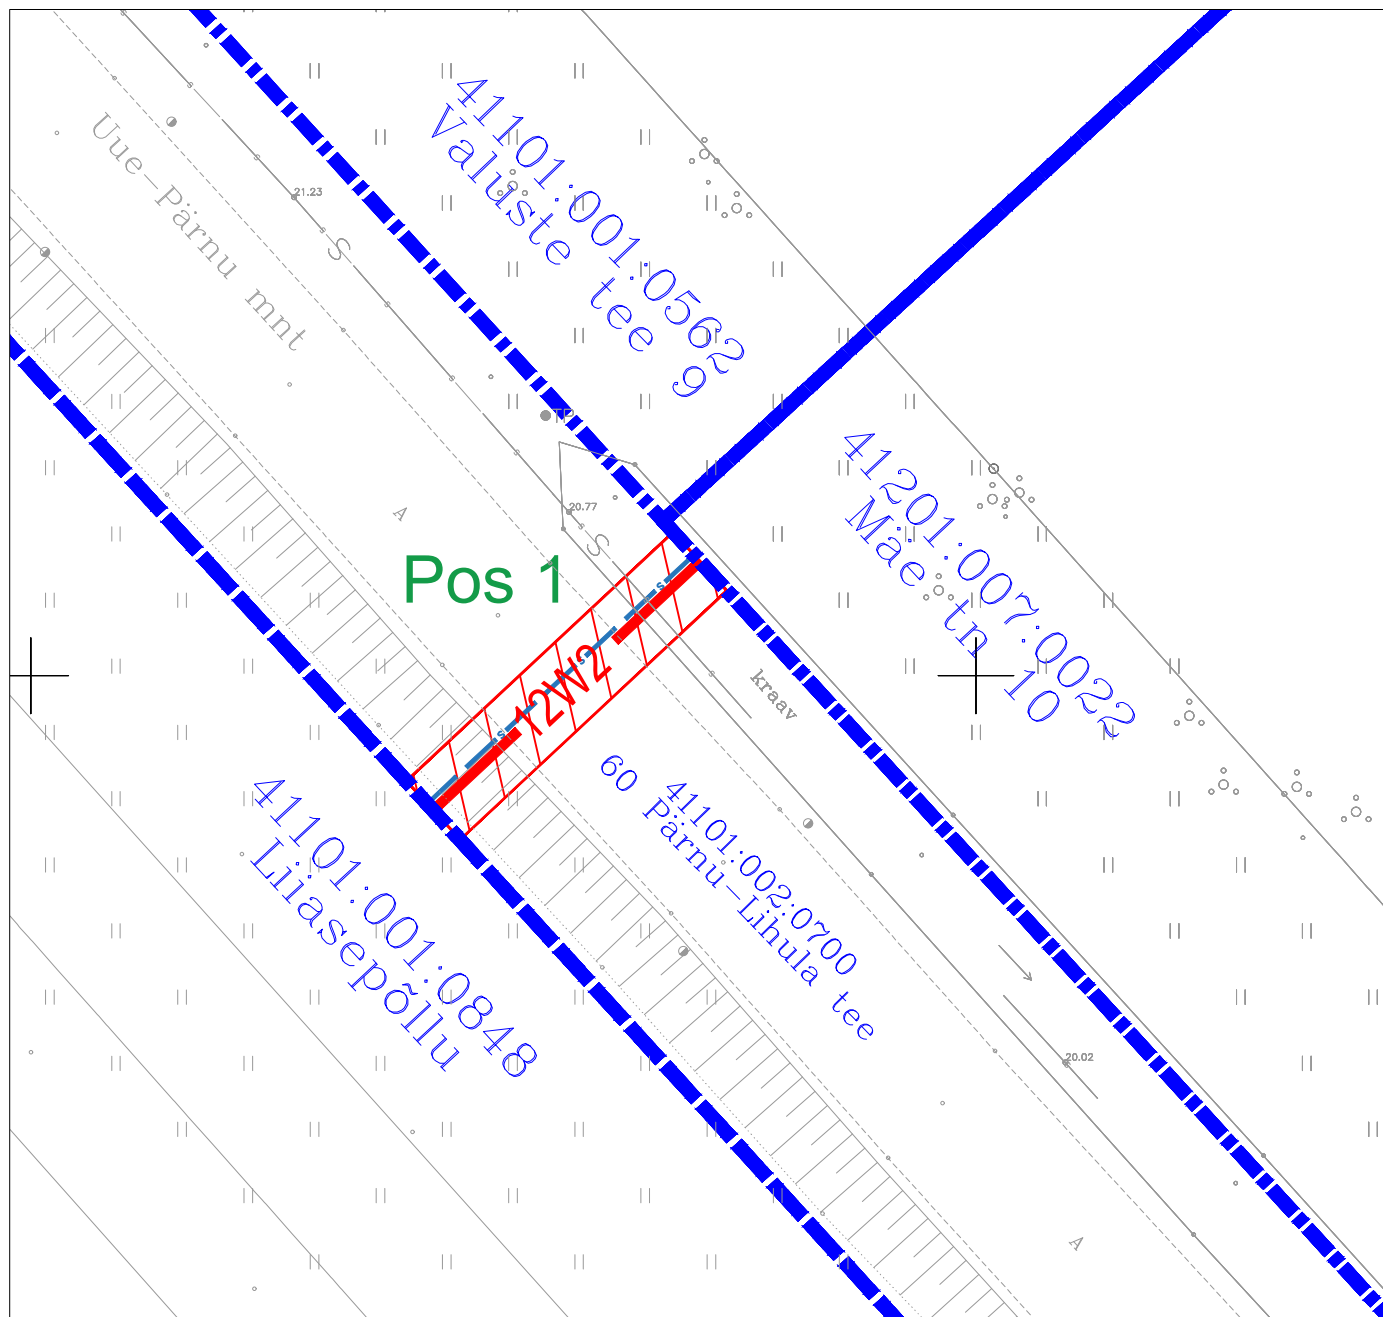 41101:001:0562
Valuste tee 9
Uue-Pärnu mnt
21.23
S
TP
41201:007:0022
Mäe tn 10
20.77
S
A
Pos 1
s
s
s
12W2
kraav
41101:002:0700
60 Pärnu-Lihula tee
41101:001:0848
Liiasepõllu
20.02
A